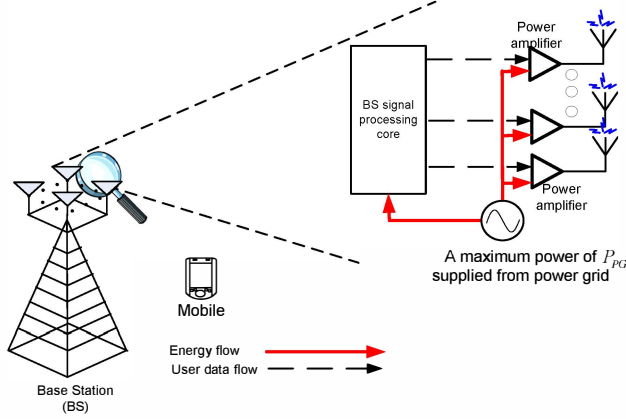 Power
amplifier
BS signal
processing
core
Power
amplifier
A maximum power of P_PG
supplied from power grid
Mobile
Energy flow
User data flow
Base Station
(BS)